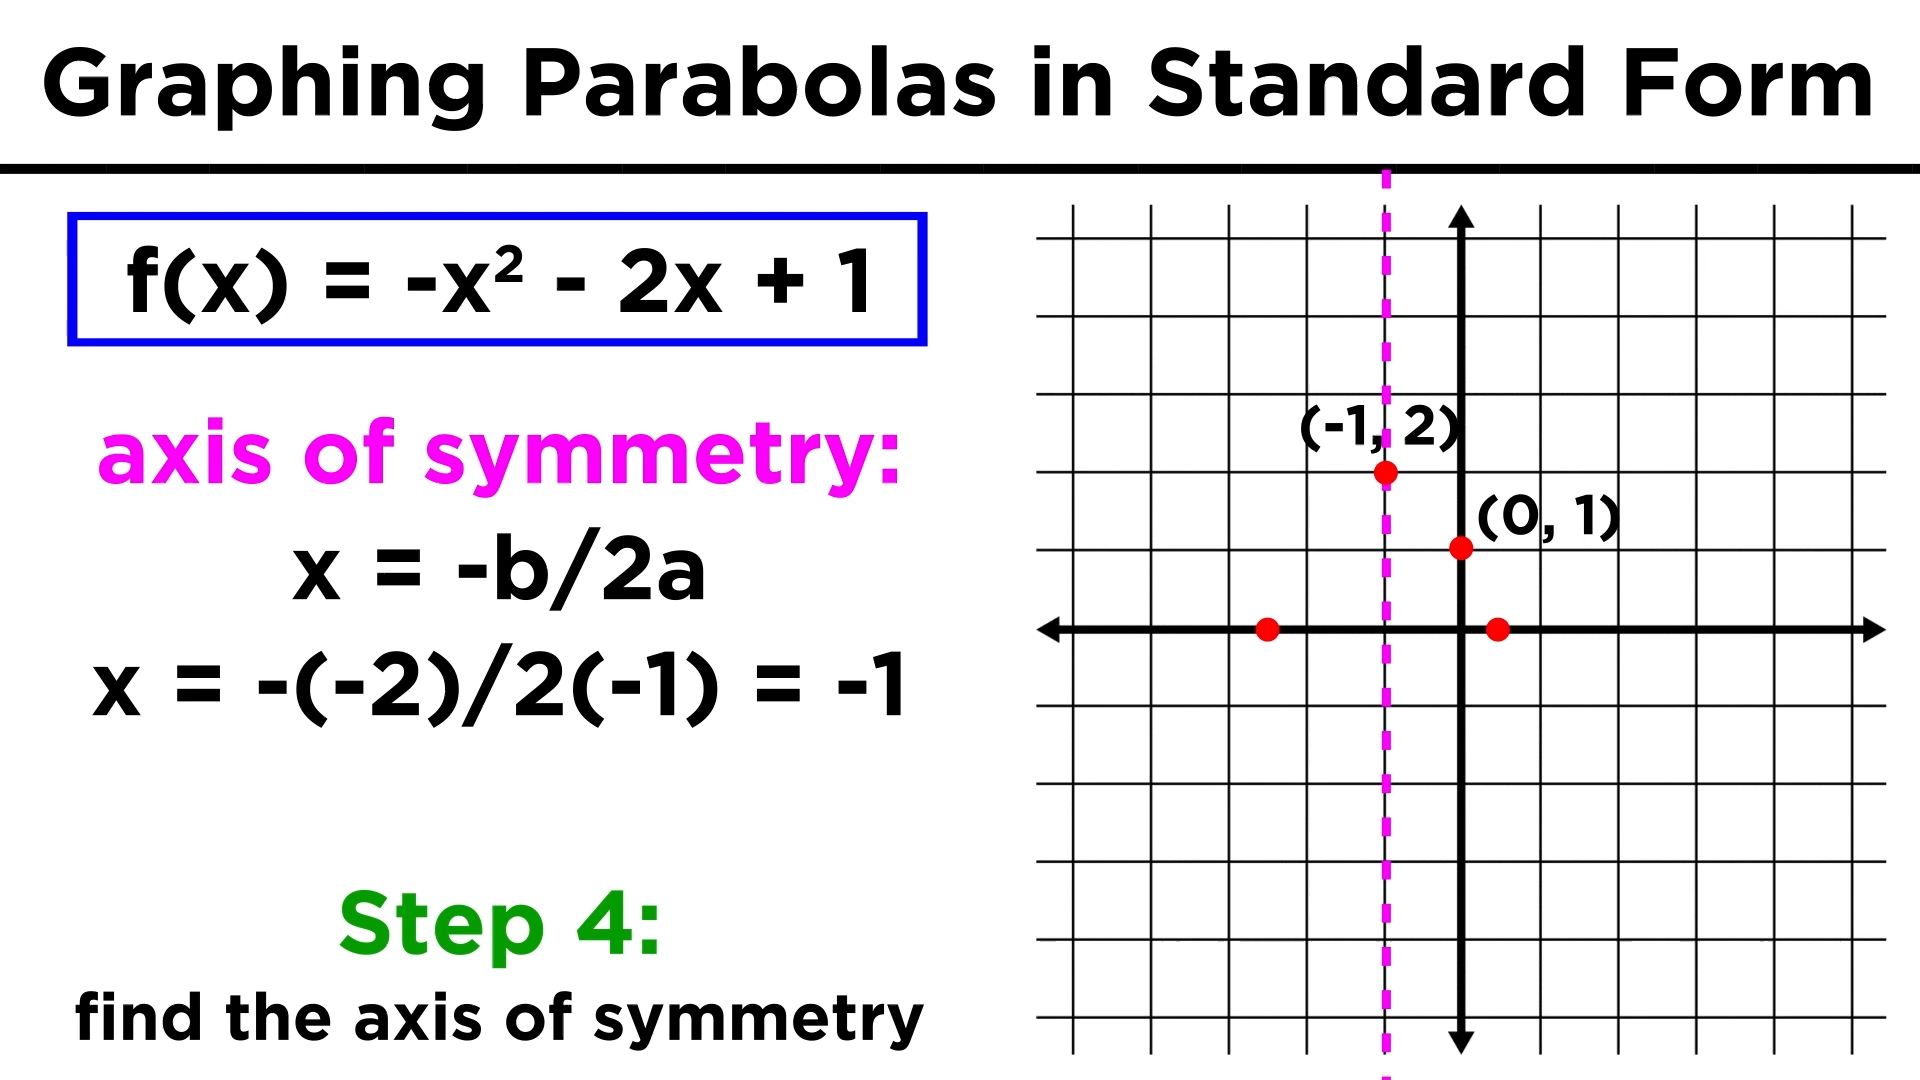 Graphing Parabolas in Standard Form
f(x) = -x² - 2x + 1
axis of symmetry:
x = -b/2a
x = -(-2)/2(-1) = -1
Step 4:
find the axis of symmetry
(-1, 2)
(0, 1)